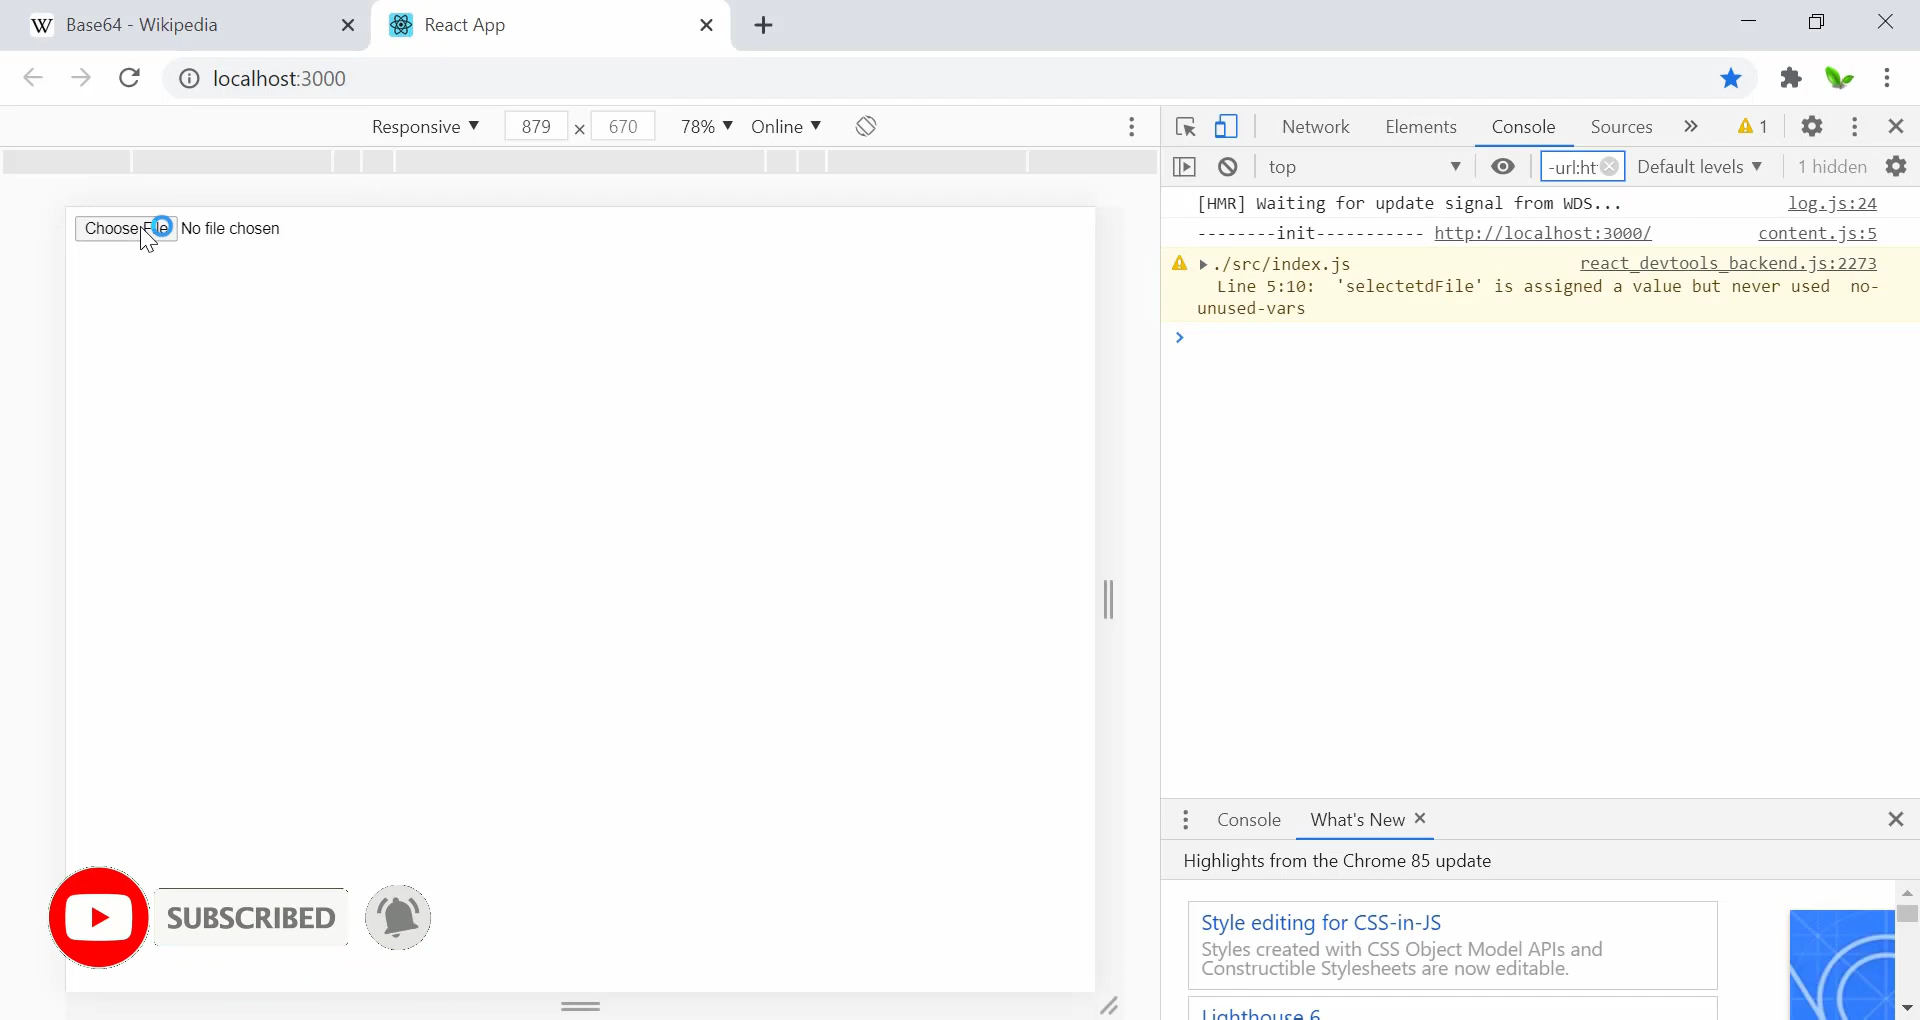 W Base64 - Wikipedia
React App
localhost:3000
Responsive
879 × 670
78%
Online
Network
Elements
Console
Sources
1
top
-url:ht
Default levels
1 hidden
Choose File No file chosen
[HMR] Waiting for update signal from WDS...
log.js:24
--------init----------- http://localhost:3000/
content.js:5
./src/index.js
react_devtools_backend.js:2273
Line 5:10: 'selectetdFile' is assigned a value but never used no-
unused-vars
Console
What's New
Highlights from the Chrome 85 update
Style editing for CSS-in-JS
Styles created with CSS Object Model APIs and
Constructible Stylesheets are now editable.
Lighthouse 6
SUBSCRIBED